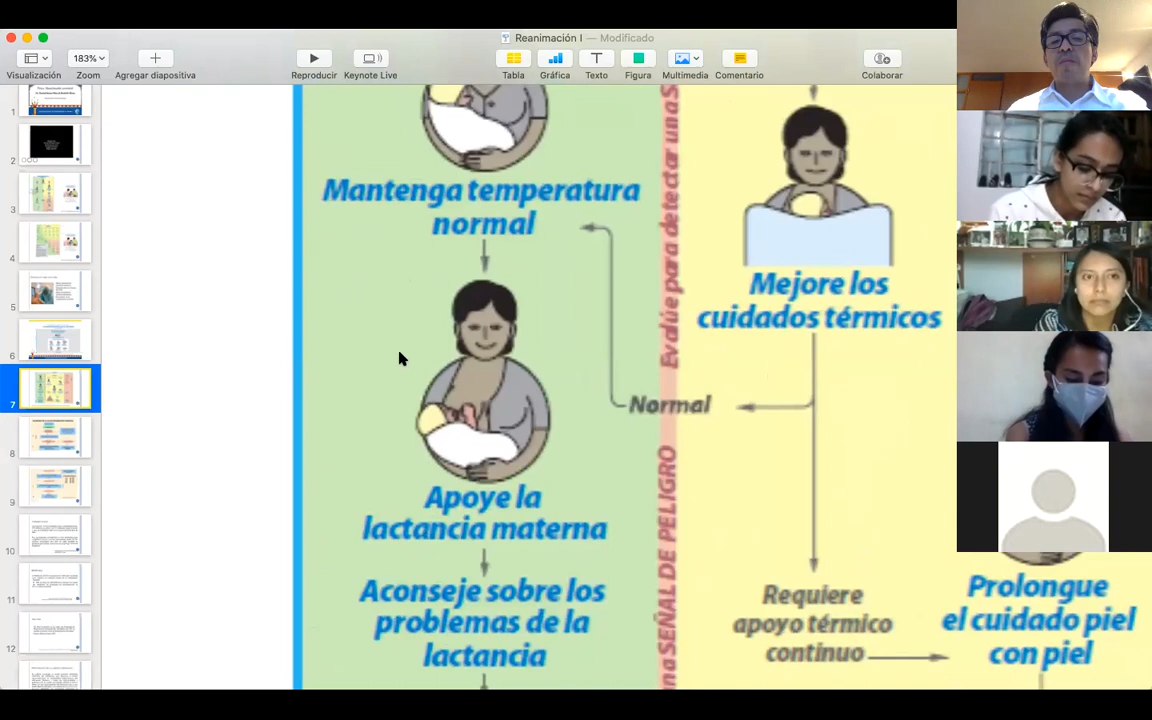 Reanimación I — Modificado
183%
Visualización
Zoom
Agregar diapositiva
Reproducir
Keynote Live
Tabla
Gráfica
Texto
Figura
Multimedia
Comentario
Colaborar
1
2
3
4
5
6
7
8
9
10
11
12
Mantenga temperatura
normal
Apoye la
lactancia materna
Aconseje sobre los
problemas de la
lactancia
Evalúe para detectar una S
na SEÑAL DE PELIGRO
Mejore los
cuidados térmicos
Normal
Requiere
apoyo térmico
continuo
Prolongue
el cuidado piel
con piel